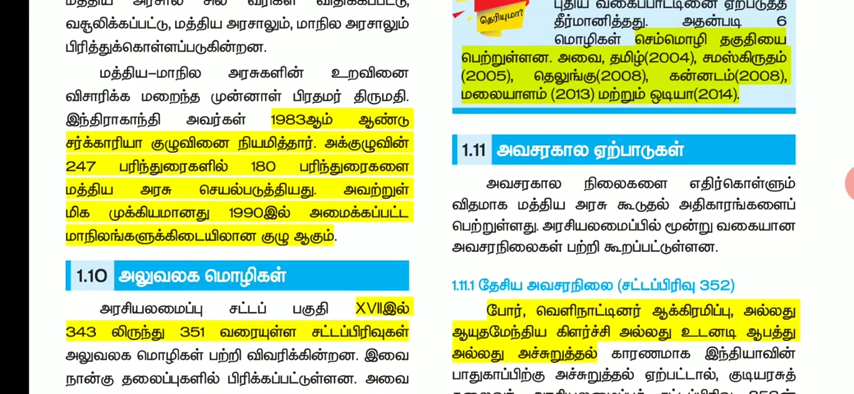 மத்திய அரசால் சில வரிகள் விதிக்கப்பட்டு,
வசூலிக்கப்பட்டு, மத்திய அரசாலும், மாநில அரசாலும்
பிரித்துக்கொள்ளப்படுகின்றன.
மத்திய–மாநில அரசுகளின் உறவினை
விசாரிக்க மறைந்த முன்னாள் பிரதமர் திருமதி.
இந்திராகாந்தி அவர்கள் 1983ஆம் ஆண்டு
சர்க்காரியா குழுவினை நியமித்தார். அக்குழுவின்
247 பரிந்துரைகளில் 180 பரிந்துரைகளை
மத்திய அரசு செயல்படுத்தியது. அவற்றுள்
மிக முக்கியமானது 1990இல் அமைக்கப்பட்ட
மாநிலங்களுக்கிடையிலான குழு ஆகும்.
1.10 அலுவலக மொழிகள்
அரசியலமைப்பு சட்டப் பகுதி XVIIஇல்
343 லிருந்து 351 வரையுள்ள சட்டப்பிரிவுகள்
அலுவலக மொழிகள் பற்றி விவரிக்கின்றன. இவை
நான்கு தலைப்புகளில் பிரிக்கப்பட்டுள்ளன. அவை
தெரியுமா?
புதிய வகைப்பாட்டினை ஏற்படுத்த
தீர்மானித்தது. அதன்படி 6
மொழிகள் செம்மொழி தகுதியை
பெற்றுள்ளன. அவை, தமிழ்(2004), சமஸ்கிருதம்
(2005), தெலுங்கு(2008), கன்னடம்(2008),
மலையாளம் (2013) மற்றும் ஒடியா(2014).
1.11 அவசரகால ஏற்பாடுகள்
அவசரகால நிலைகளை எதிர்கொள்ளும்
விதமாக மத்திய அரசு கூடுதல் அதிகாரங்களைப்
பெற்றுள்ளது. அரசியலமைப்பில் மூன்று வகையான
அவசரநிலைகள் பற்றி கூறப்பட்டுள்ளன.
1.11.1 தேசிய அவசரநிலை (சட்டப்பிரிவு 352)
போர், வெளிநாட்டினர் ஆக்கிரமிப்பு, அல்லது
ஆயுதமேந்திய கிளர்ச்சி அல்லது உடனடி ஆபத்து
அல்லது அச்சுறுத்தல் காரணமாக இந்தியாவின்
பாதுகாப்பிற்கு அச்சுறுத்தல் ஏற்பட்டால், குடியரசுத்